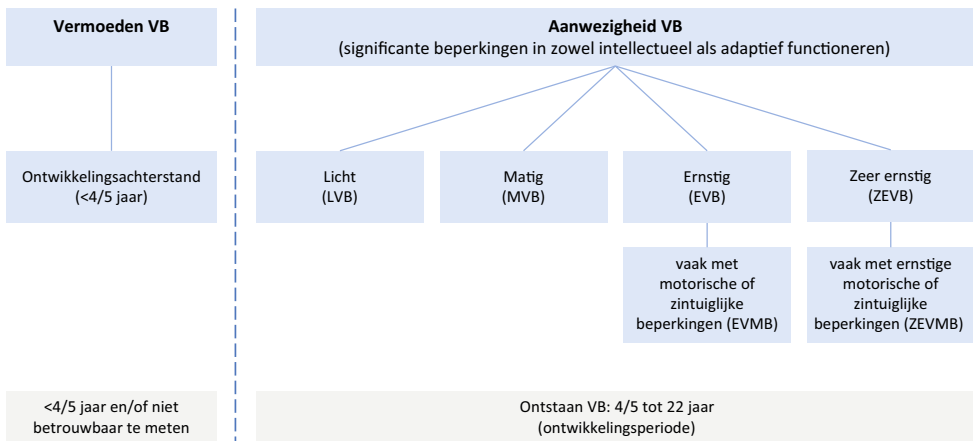 Vermoeden VB
Ontwikkelingsachterstand
(<4/5 jaar)
<4/5 jaar en/of niet
betrouwbaar te meten
Aanwezigheid VB
(significante beperkingen in zowel intellectueel als adaptief functioneren)
Licht
(LVB)
Matig
(MVB)
Ernstig
(EVB)
Zeer ernstig
(ZEVB)
vaak met
motorische of
zintuiglijke
beperkingen (EVMB)
vaak met ernstige
motorische of
zintuiglijke
beperkingen (ZEVMB)
Ontstaan VB: 4/5 tot 22 jaar
(ontwikkelingsperiode)